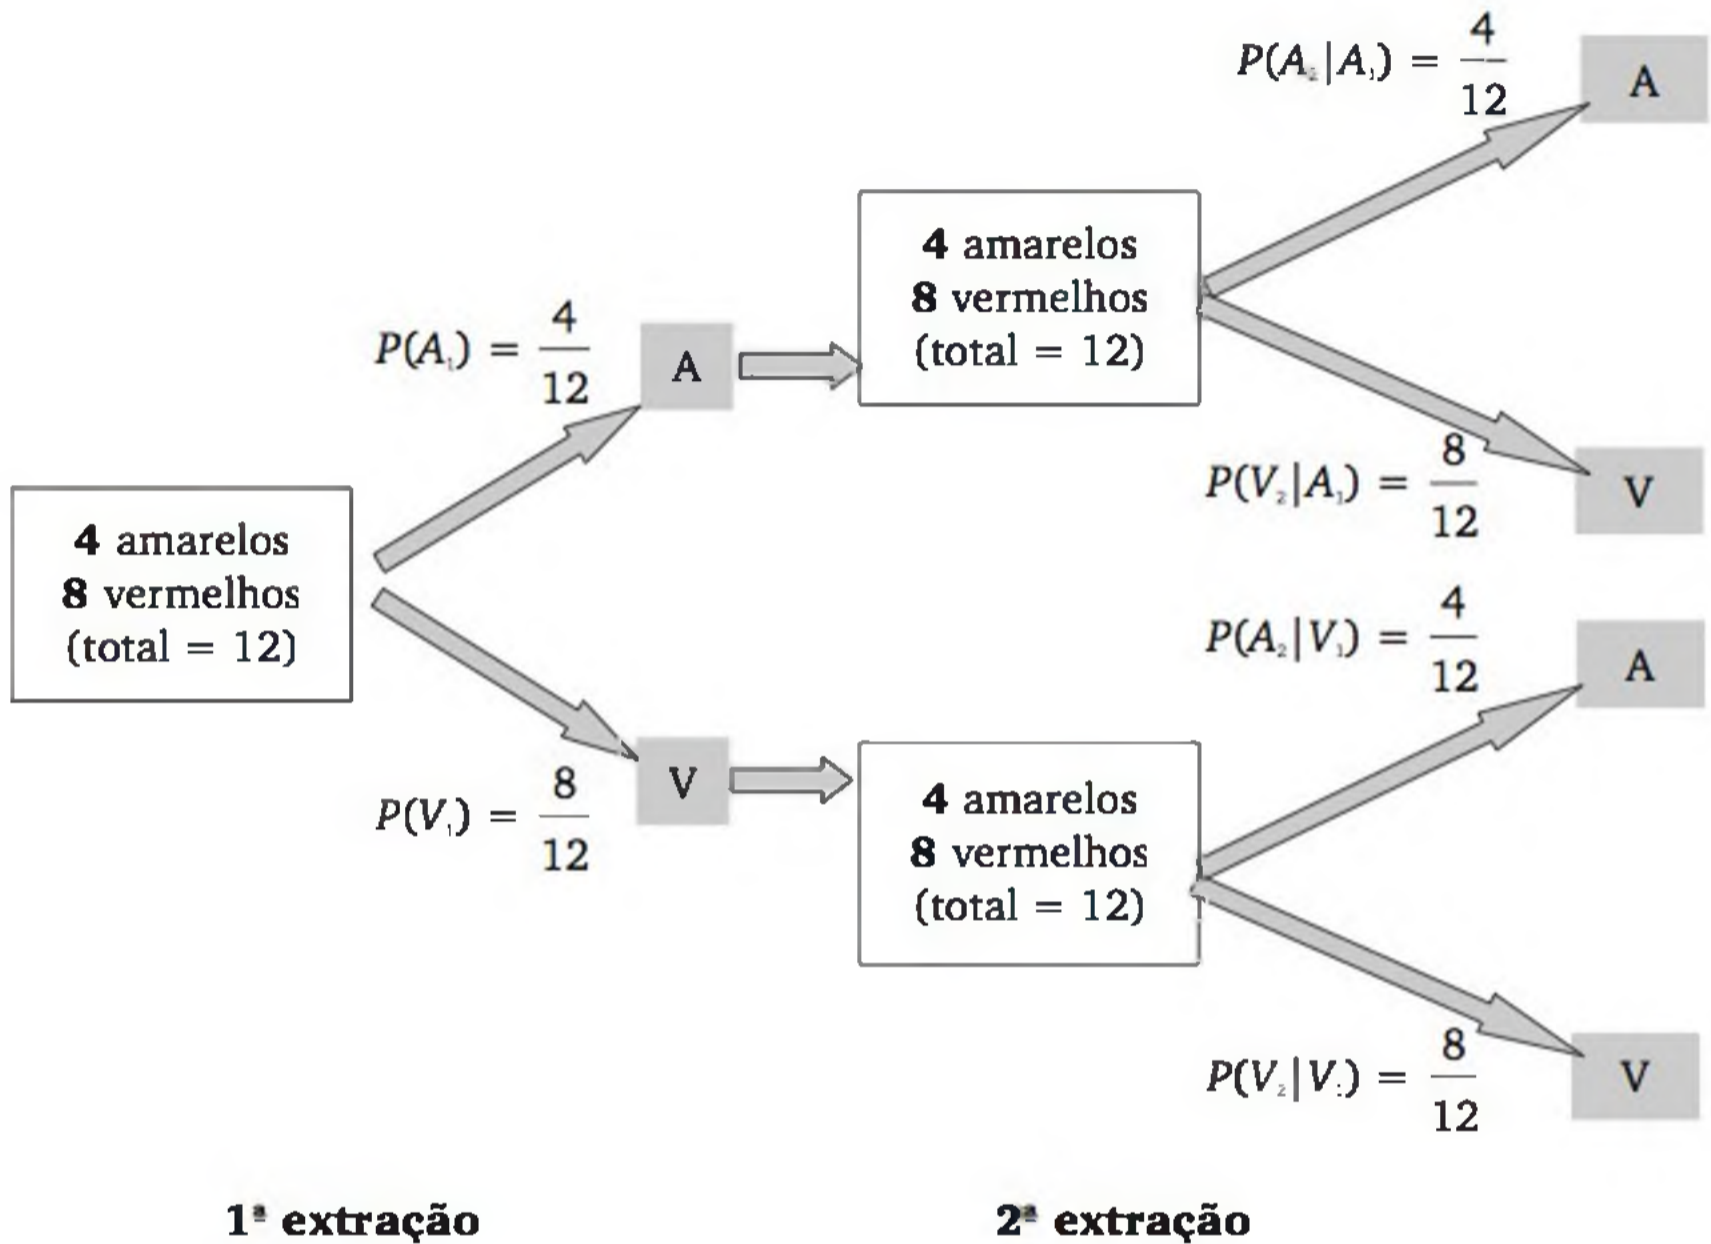 P(A₂|A₁) = 4/12
A
4 amarelos
8 vermelhos
(total = 12)
P(A₁) = 4/12
A
P(V₂|A₁) = 8/12
V
4 amarelos
8 vermelhos
(total = 12)
P(A₂|V₁) = 4/12
A
P(V₁) = 8/12
V
4 amarelos
8 vermelhos
(total = 12)
P(V₂|V₁) = 8/12
V
1ª extração
2ª extração